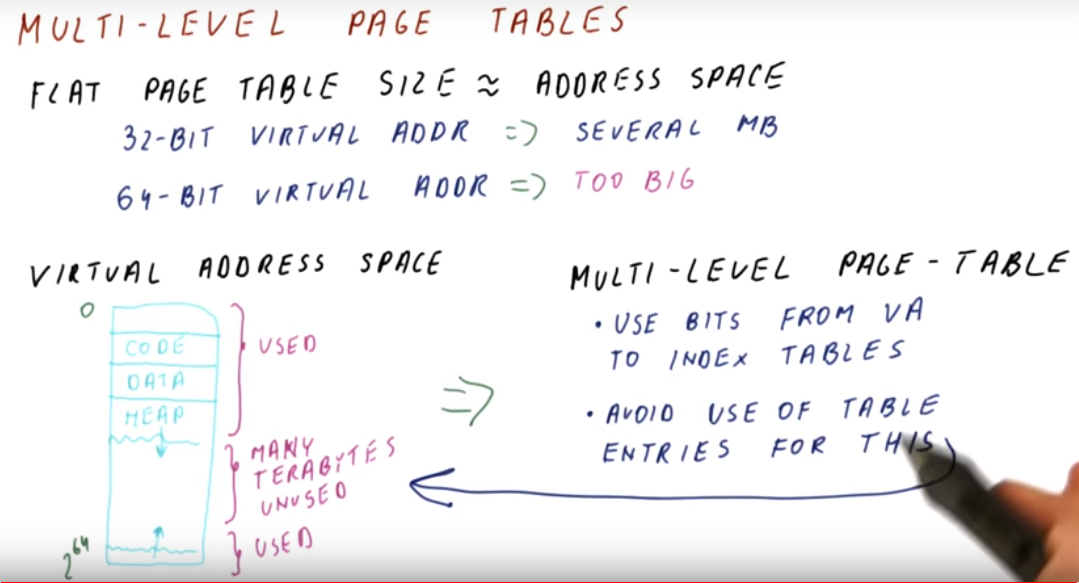 MULTI-LEVEL PAGE TABLES
FLAT PAGE TABLE SIZE ≈ ADDRESS SPACE
32-BIT VIRTUAL ADDR => SEVERAL MB
64-BIT VIRTUAL ADDR => TOO BIG
VIRTUAL ADDRESS SPACE
0
CODE
DATA
HEAP
USED
MANY
TERABYTES
UNUSED
USED
2^64
=>
MULTI-LEVEL PAGE-TABLE
• USE BITS FROM VA
TO INDEX TABLES
• AVOID USE OF TABLE
ENTRIES FOR THIS